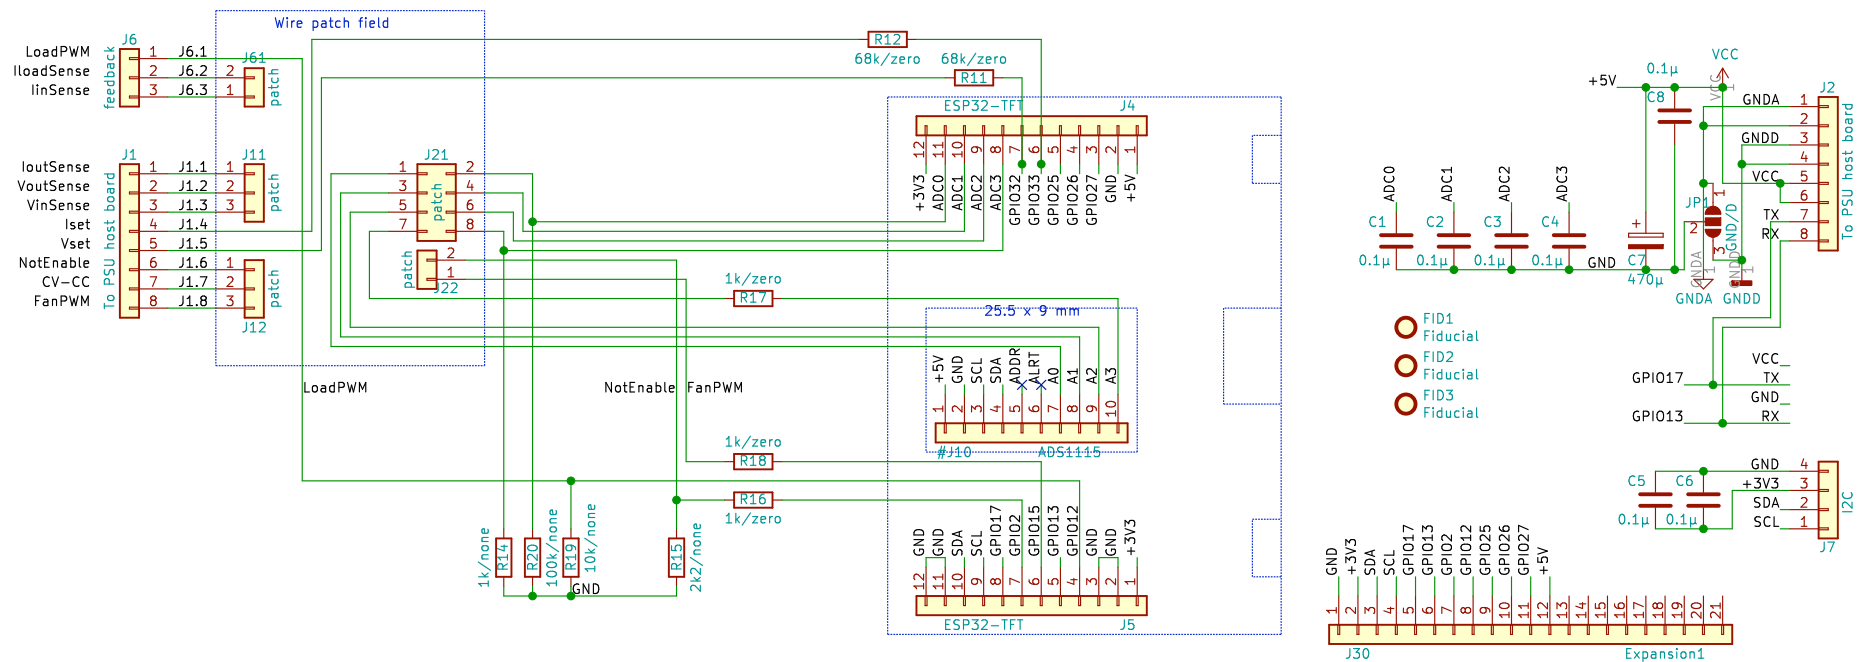 Wire patch field
J6
LoadPWM 1 J6.1
IloadSense 2 J6.2
IinSense 3 J6.3
feedback
J61
2
1
patch
J1
IoutSense 1 J1.1
VoutSense 2 J1.2
VinSense 3 J1.3
Iset 4 J1.4
Vset 5 J1.5
NotEnable 6 J1.6
CV-CC 7 J1.7
FanPWM 8 J1.8
To PSU host board
J11
1
2
3
patch
1
2
3
patch
J12
J21
1 2
3 4
5 6
7 8
patch
2
1
patch
J22
LoadPWM
NotEnable
FanPWM
R12
68k/zero
68k/zero
R11
1k/zero
R17
1k/zero
R18
R16
1k/zero
1k/none
R14
R20
100k/none
R19
10k/none
R15
2k2/none
GND
ESP32-TFT
J4
12 11 10 9 8 7 6 5 4 3 2 1
+3V3 ADC0 ADC1 ADC2 ADC3 GPIO32 GPIO33 GPIO25 GPIO26 GPIO27 GND +5V
25.5 x 9 mm
+5V GND SCL SDA ADDR ALRT A0 A1 A2 A3
1 2 3 4 5 6 7 8 9 10
#J10
ADS1115
GND GND SDA SCL GPIO17 GPIO2 GPIO15 GPIO13 GPIO12 GND GND +3V3
12 11 10 9 8 7 6 5 4 3 2 1
ESP32-TFT
J5
ADC0 ADC1 ADC2 ADC3
C1 C2 C3 C4
0.1µ 0.1µ 0.1µ 0.1µ
GND
FID1
Fiducial
FID2
Fiducial
FID3
Fiducial
VCC
+5V
0.1µ
C8
VCC
1
C7
470µ
+
JP1
1
2
3
GND/D
GNDA
1
GNDD
1
GNDA
GNDD
J2
GNDA 1
2
GNDD 3
4
VCC 5
6
TX 7
RX 8
To PSU host board
VCC
GPIO17 TX
GND
GPIO13 RX
GND 4
+3V3 3
SDA 2
SCL 1
I2C
J7
C5 C6
0.1µ 0.1µ
GND +3V3 SDA SCL GPIO17 GPIO13 GPIO2 GPIO12 GPIO25 GPIO26 GPIO27 +5V
1 2 3 4 5 6 7 8 9 10 11 12 13 14 15 16 17 18 19 20 21
J30
Expansion1